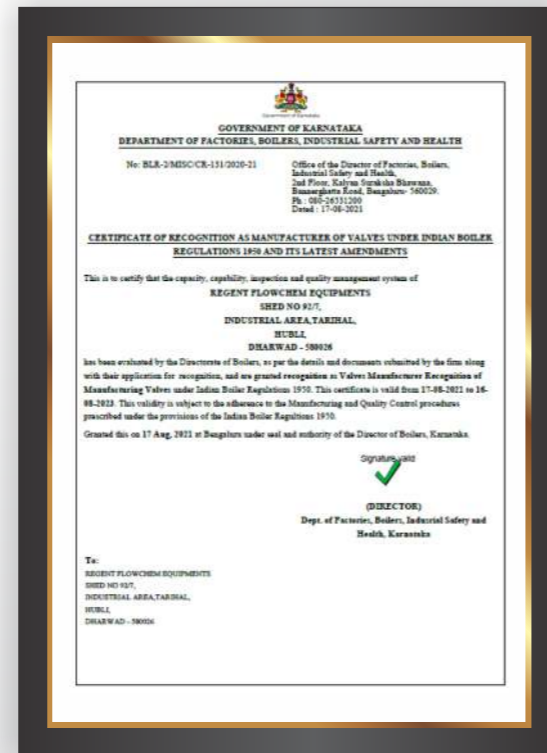 Government of Karnataka
GOVERNMENT OF KARNATAKA
DEPARTMENT OF FACTORIES, BOILERS, INDUSTRIAL SAFETY AND HEALTH
No: BLR-2/MISC/CR-131/2020-21
Office of the Director of Factories, Boilers,
Industrial Safety and Health,
2nd Floor, Kalyan Suraksha Bhawana,
Bannerghatta Road, Bengaluru- 560029.
Ph : 080-26531200
Dated : 17-08-2021
CERTIFICATE OF RECOGNITION AS MANUFACTURER OF VALVES UNDER INDIAN BOILER
REGULATIONS 1950 AND ITS LATEST AMENDMENTS
This is to certify that the capacity, capability, inspection and quality management system of
REGENT FLOWCHEM EQUIPMENTS
SHED NO 92/7,
INDUSTRIAL AREA,TARIHAL,
HUBLI,
DHARWAD - 580026
has been evaluated by the Directorate of Boilers, as per the details and documents submitted by the firm along
with their application for recognition, and are granted recognition as Valves Manufacturer Recognition of
Manufacturing Valves under Indian Boiler Regulations 1950. This certificate is valid from 17-08-2021 to 16-
08-2023. This validity is subject to the adherence to the Manufacturing and Quality Control procedures
prescribed under the provisions of the Indian Boiler Regultions 1950.
Granted this on 17 Aug, 2021 at Bengaluru under seal and authority of the Director of Boilers, Karnataka.
Signature valid
(DIRECTOR)
Dept. of Factories, Boilers, Industrial Safety and
Health, Karnataka
To:
REGENT FLOWCHEM EQUIPMENTS
SHED NO 92/7,
INDUSTRIAL AREA,TARIHAL,
HUBLI,
DHARWAD - 580026